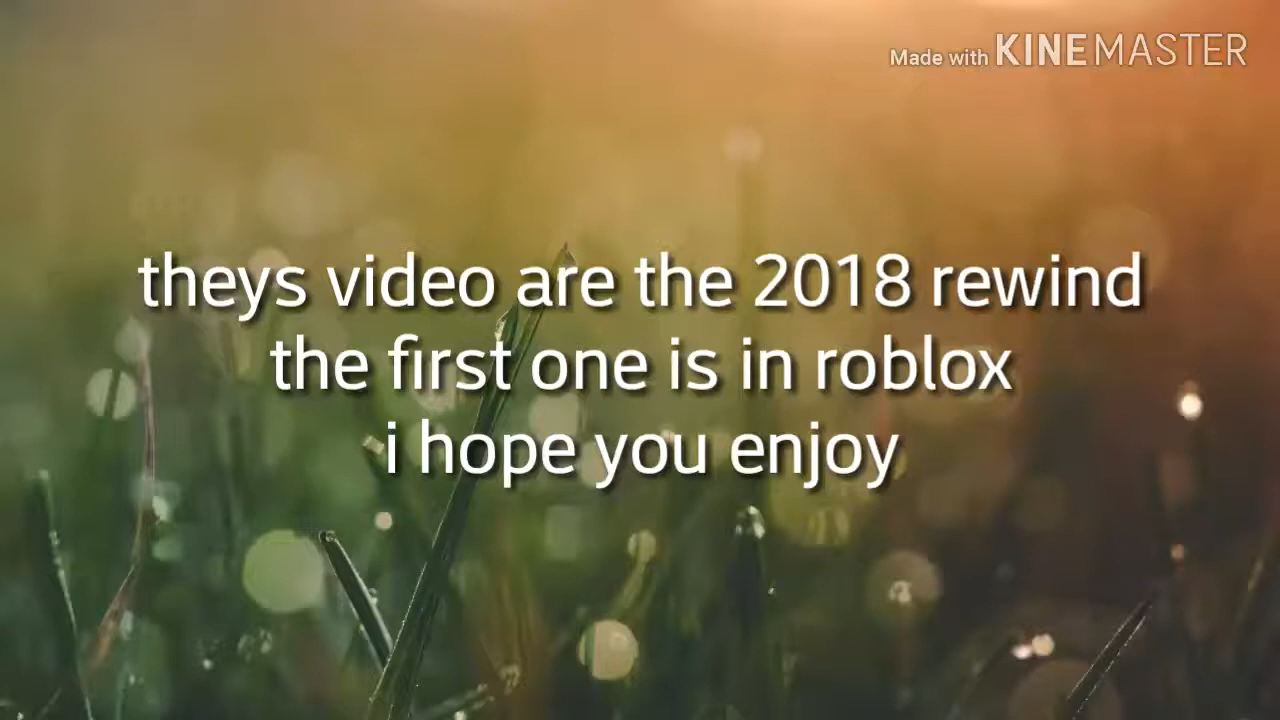 Made with KINEMASTER
theys video are the 2018 rewind
the first one is in roblox
i hope you enjoy